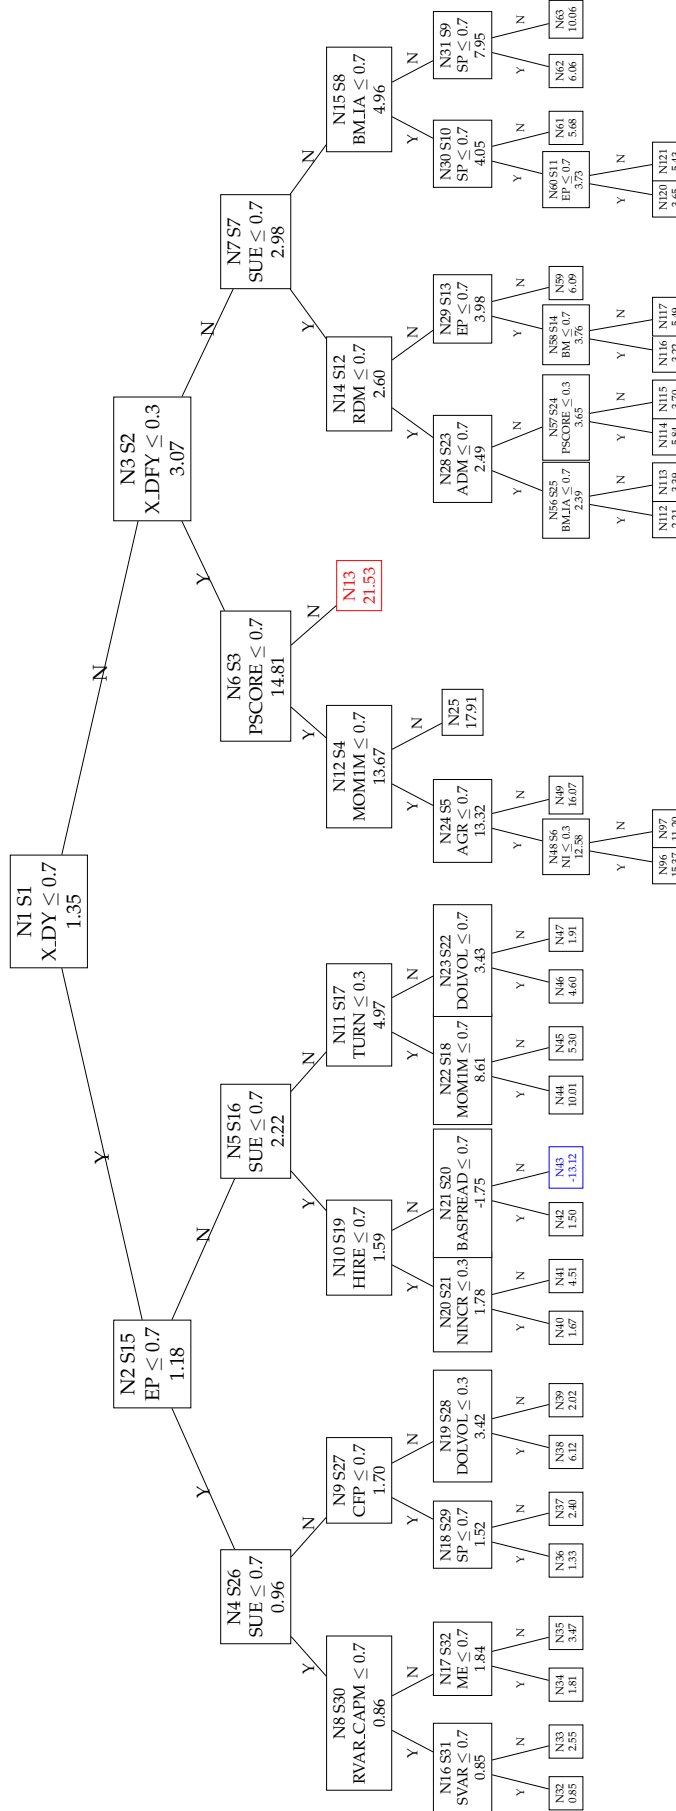 N1 S1
X_DY ≤ 0.7
1.35
Y
N
N2 S15
EP ≤ 0.7
1.18
N3 S2
X_DFY ≤ 0.3
3.07
Y
N
Y
N
N4 S26
SUE ≤ 0.7
0.96
N5 S16
SUE ≤ 0.7
2.22
N6 S3
PSCORE ≤ 0.7
14.81
N7 S7
SUE ≤ 0.7
2.98
Y
N
Y
N
Y
N
Y
N
N8 S30
RVAR_CAPM ≤ 0.7
0.86
N9 S27
CFP ≤ 0.7
1.70
N10 S19
HIRE ≤ 0.7
1.59
N11 S17
TURN ≤ 0.3
4.97
N12 S4
MOM1M ≤ 0.7
13.67
N13
21.53
N14 S12
RDM ≤ 0.7
2.60
N15 S8
BM_IA ≤ 0.7
4.96
Y
N
Y
N
Y
N
Y
N
Y
N
Y
N
Y
N
N16 S31
SVAR ≤ 0.7
0.85
N17 S32
ME ≤ 0.7
1.84
N18 S29
SP ≤ 0.7
1.52
N19 S28
DOLVOL ≤ 0.3
3.42
N20 S21
NINCR ≤ 0.3
1.78
N21 S20
BASPREAD ≤ 0.7
-1.75
N22 S18
MOM1M ≤ 0.7
8.61
N23 S22
DOLVOL ≤ 0.7
3.43
N24 S5
AGR ≤ 0.7
13.32
N25
17.91
N28 S23
ADM ≤ 0.7
2.49
N29 S13
EP ≤ 0.7
3.98
N30 S10
SP ≤ 0.7
4.05
N31 S9
SP ≤ 0.7
7.95
Y
N
Y
N
Y
N
Y
N
Y
N
Y
N
Y
N
Y
N
Y
N
Y
N
Y
N
Y
N
Y
N
N32
0.85
N33
2.55
N34
1.81
N35
3.47
N36
1.33
N37
2.40
N38
6.12
N39
2.02
N40
1.67
N41
4.51
N42
1.50
N43
-13.12
N44
10.01
N45
5.30
N46
4.60
N47
1.91
N48 S6
NI ≤ 0.3
12.58
N49
16.07
N56 S25
BM_IA ≤ 0.7
2.39
N57 S24
PSCORE ≤ 0.3
3.65
N58 S14
BM ≤ 0.7
3.76
N59
6.09
N60 S11
EP ≤ 0.7
3.73
N61
5.68
N62
6.06
N63
10.06
Y
N
Y
N
Y
N
Y
N
Y
N
N96
N97
N112
N113
N114
N115
N116
N117
N120
N121